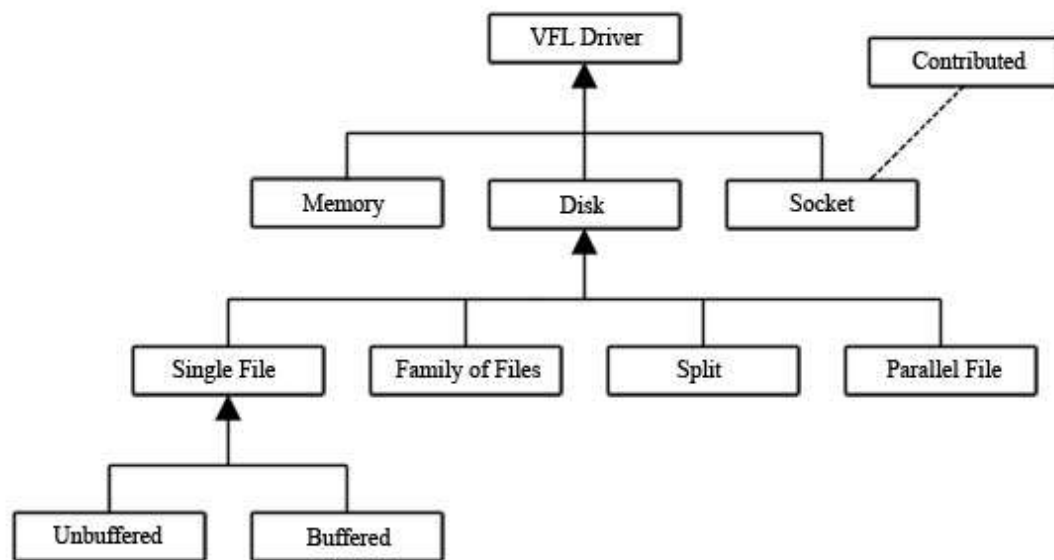 VFL Driver
Contributed
Memory
Disk
Socket
Single File
Family of Files
Split
Parallel File
Unbuffered
Buffered